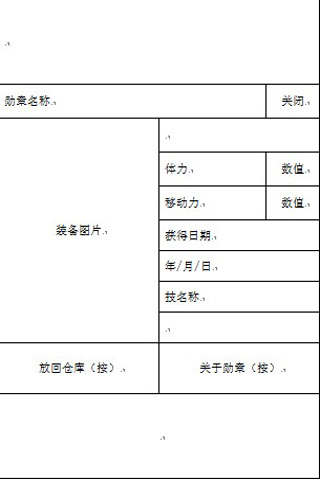 勋章名称
关闭
体力
数值
移动力
数值
装备图片
获得日期
年/月/日
技名称
放回仓库（按）
关于勋章（按）